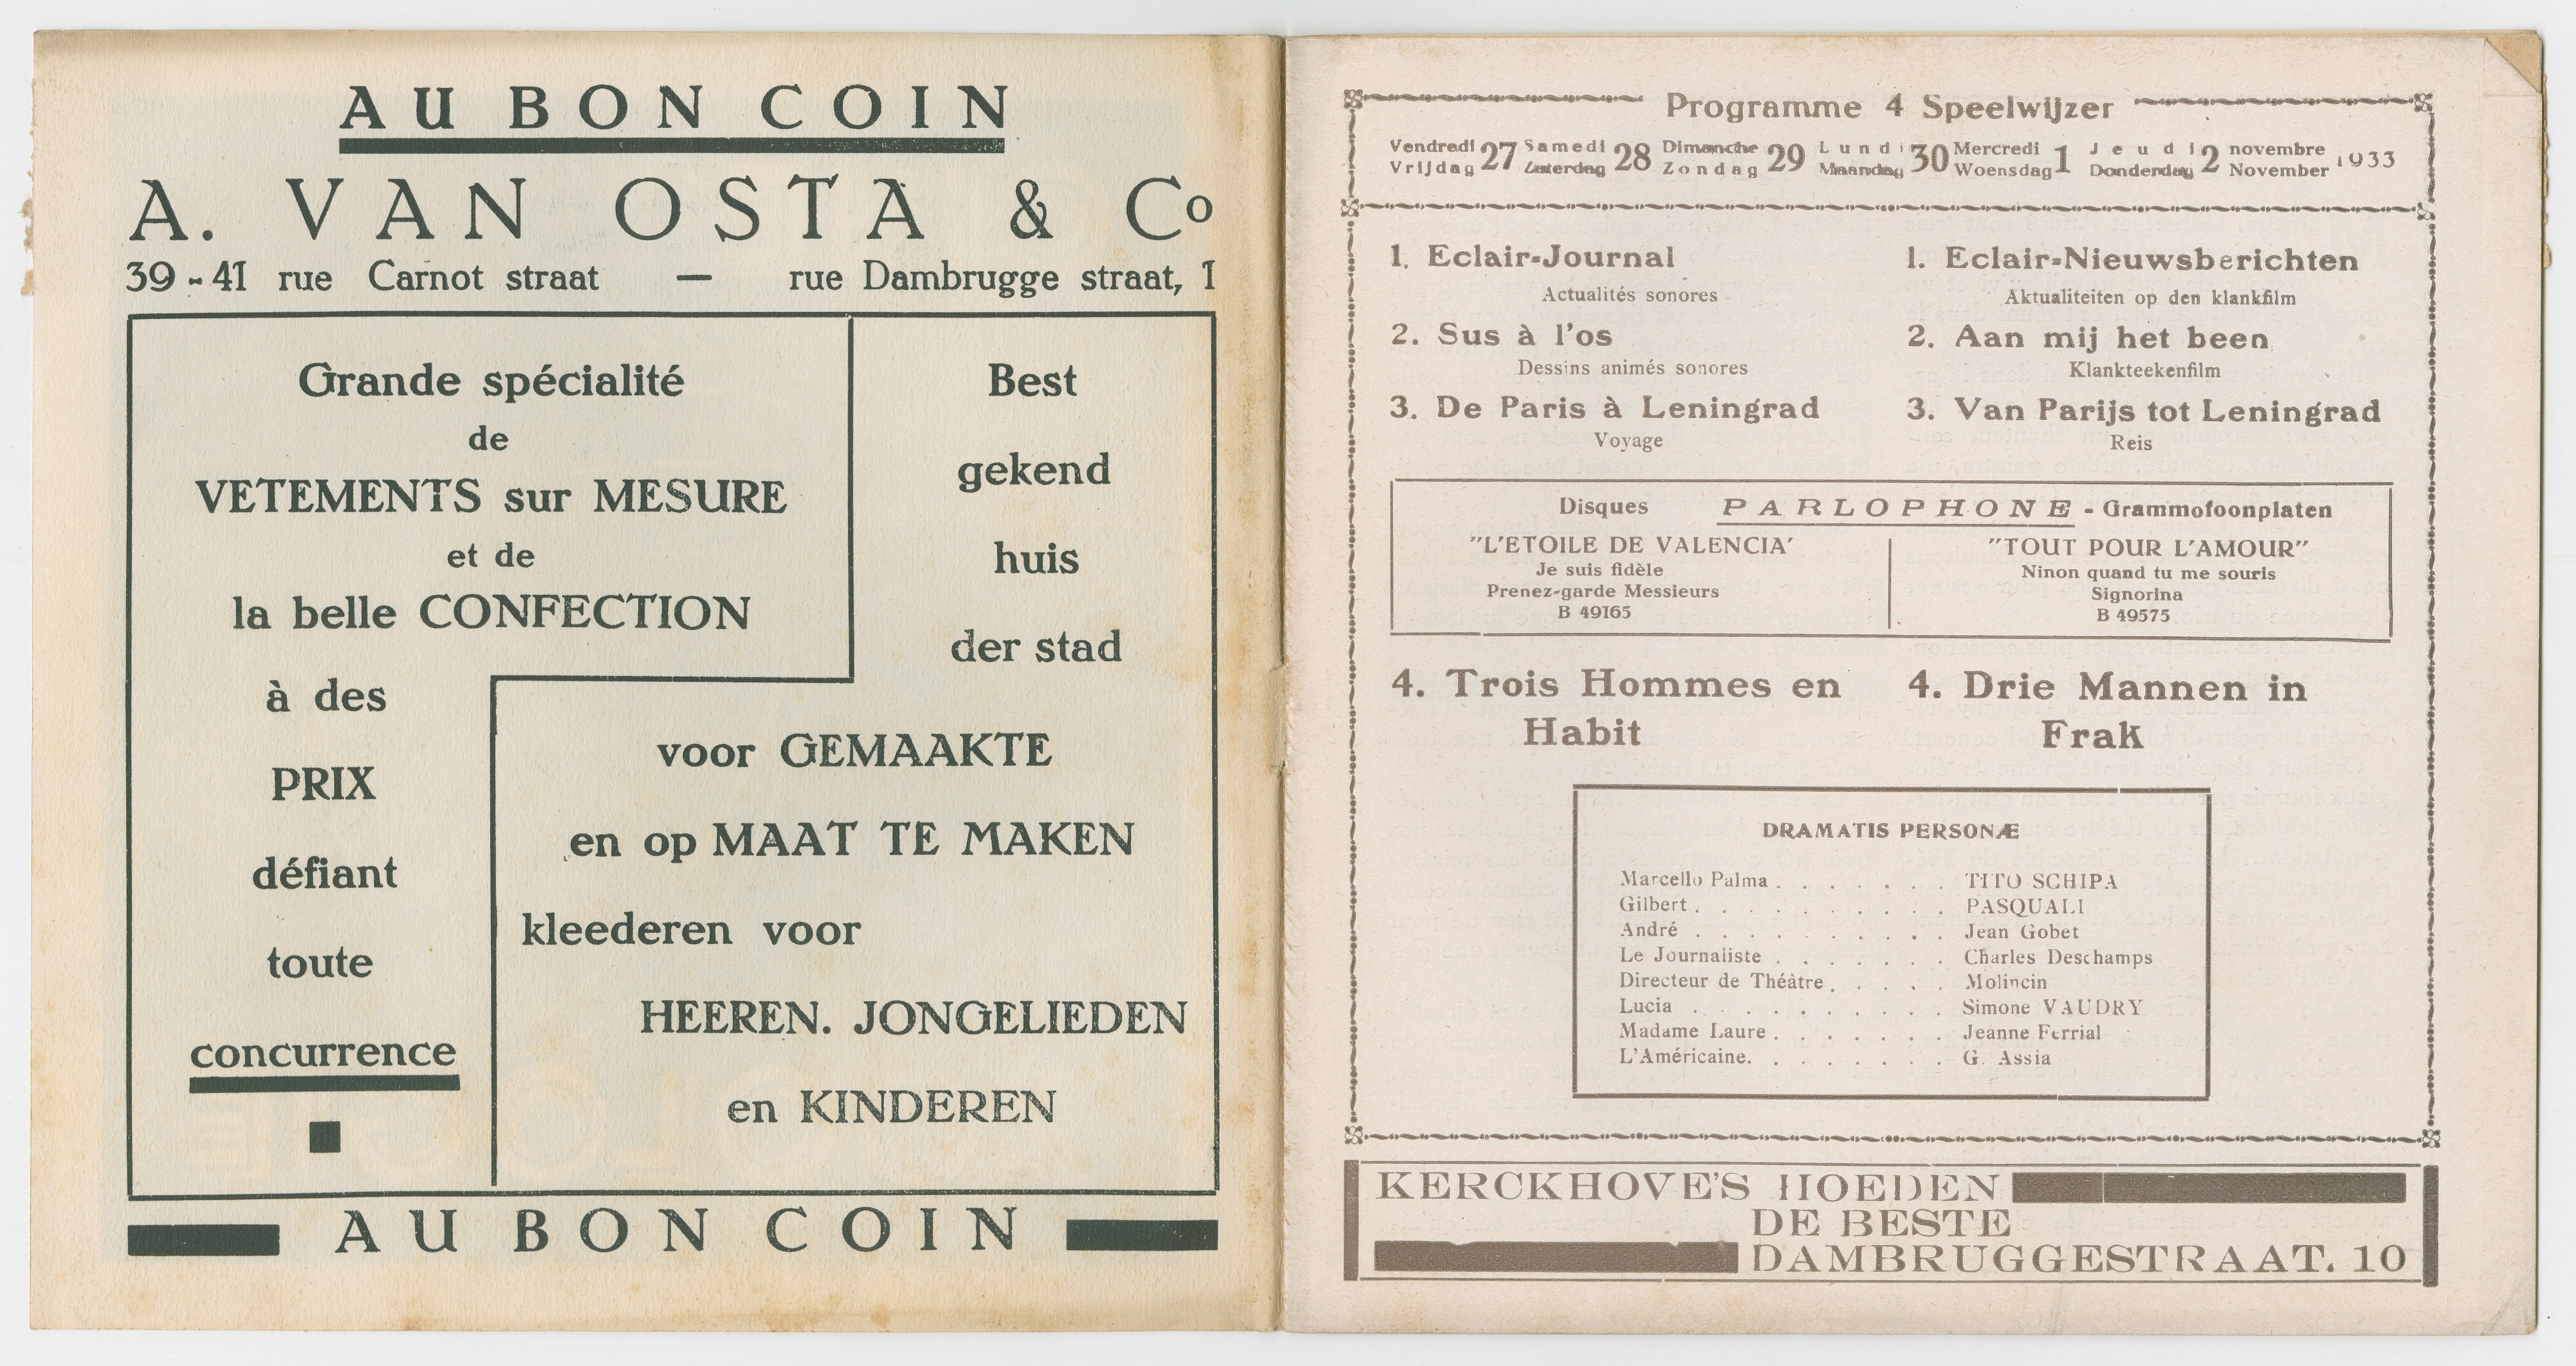 AU BON COIN
A. VAN OSTA & Co
39-41 rue Carnot straat — rue Dambrugge straat, 1
Grande spécialité
de
VETEMENTS sur MESURE
et de
la belle CONFECTION
à des
PRIX
défiant
toute
concurrence
Best
gekend
huis
der stad
voor GEMAAKTE
en op MAAT TE MAKEN
kleederen voor
HEEREN. JONGELIEDEN
en KINDEREN
AU BON COIN
Programme 4 Speelwijzer
Vendredi 27 Samedi 28 Dimanche 29 Lundi 30 Mercredi 1 Jeudi 2 novembre 1933
Vrijdag Zaterdag Zondag Maandag Woensdag Donderdag November
1. Eclair-Journal
Actualités sonores
2. Sus à l'os
Dessins animés sonores
3. De Paris à Leningrad
Voyage
1. Eclair-Nieuwsberichten
Aktualiteiten op den klankfilm
2. Aan mij het been
Klankteekenfilm
3. Van Parijs tot Leningrad
Reis
Disques PARLOPHONE - Grammofoonplaten
"L'ETOILE DE VALENCIA'
Je suis fidèle
Prenez-garde Messieurs
B 49165
"TOUT POUR L'AMOUR"
Ninon quand tu me souris
Signorina
B 49575
4. Trois Hommes en
Habit
4. Drie Mannen in
Frak
DRAMATIS PERSONÆ
Marcello Palma . . . . . . . TITO SCHIPA
Gilbert . . . . . . . . . . PASQUALI
André . . . . . . . . . . Jean Gobet
Le Journaliste . . . . . . . Charles Deschamps
Directeur de Théâtre . . . . . Molincin
Lucia . . . . . . . . . . Simone VAUDRY
Madame Laure . . . . . . . Jeanne Ferrial
L'Américaine. . . . . . . . G. Assia
KERCKHOVE'S HOEDEN
DE BESTE
DAMBRUGGESTRAAT. 10